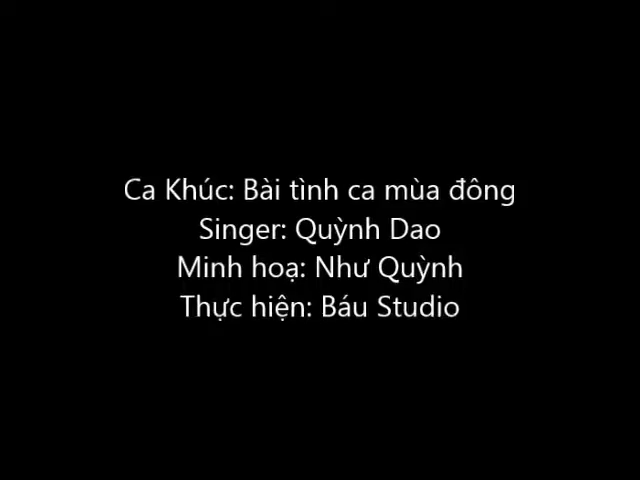 Ca Khúc: Bài tình ca mùa đông
Singer: Quỳnh Dao
Minh hoạ: Như Quỳnh
Thực hiện: Báu Studio